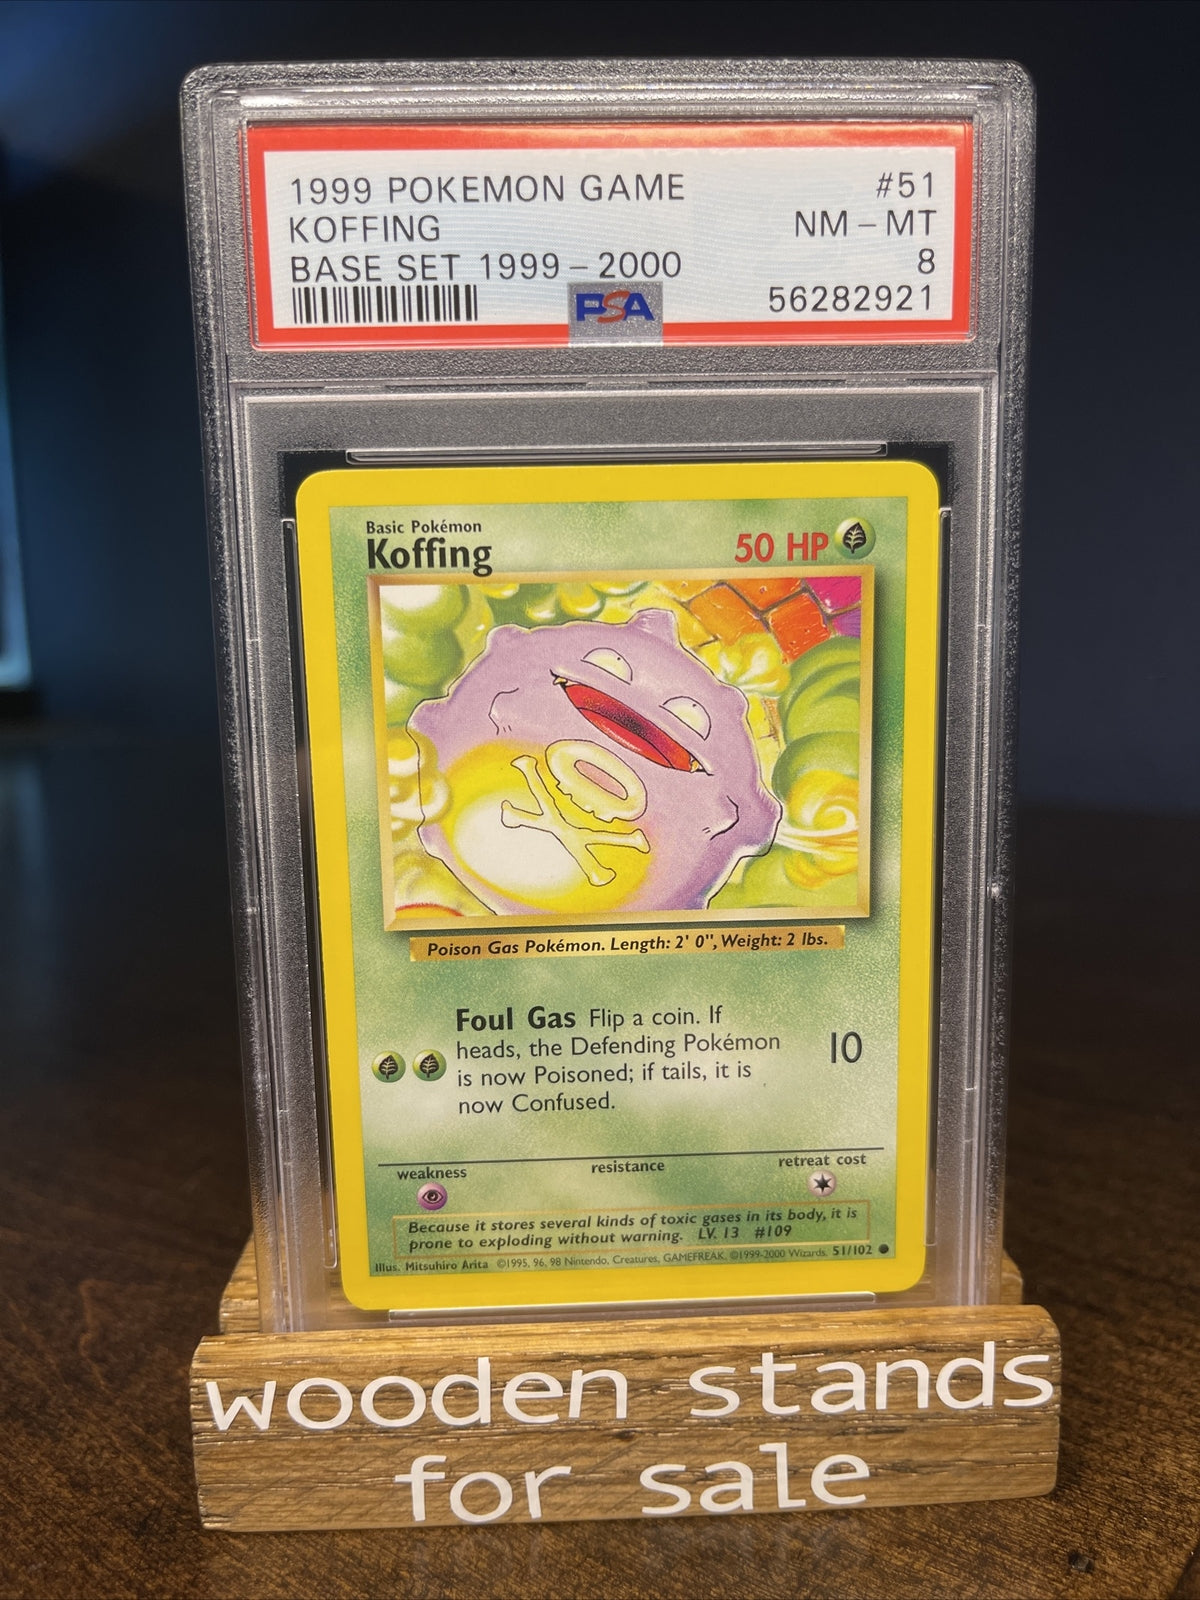 1999 POKEMON GAME #51
KOFFING NM - MT
BASE SET 1999 - 2000 8
PSA 56282921
Basic Pokémon
Koffing 50 HP
Poison Gas Pokémon. Length: 2' 0", Weight: 2 lbs.
Foul Gas Flip a coin. If
heads, the Defending Pokémon
is now Poisoned; if tails, it is
now Confused.
10
weakness resistance retreat cost
Because it stores several kinds of toxic gases in its body, it is
prone to exploding without warning. LV. 13 #109
Illus. Mitsuhiro Arita ©1995, 96, 98 Nintendo, Creatures, GAMEFREAK. ©1999-2000 Wizards. 51/102
wooden stands
for sale